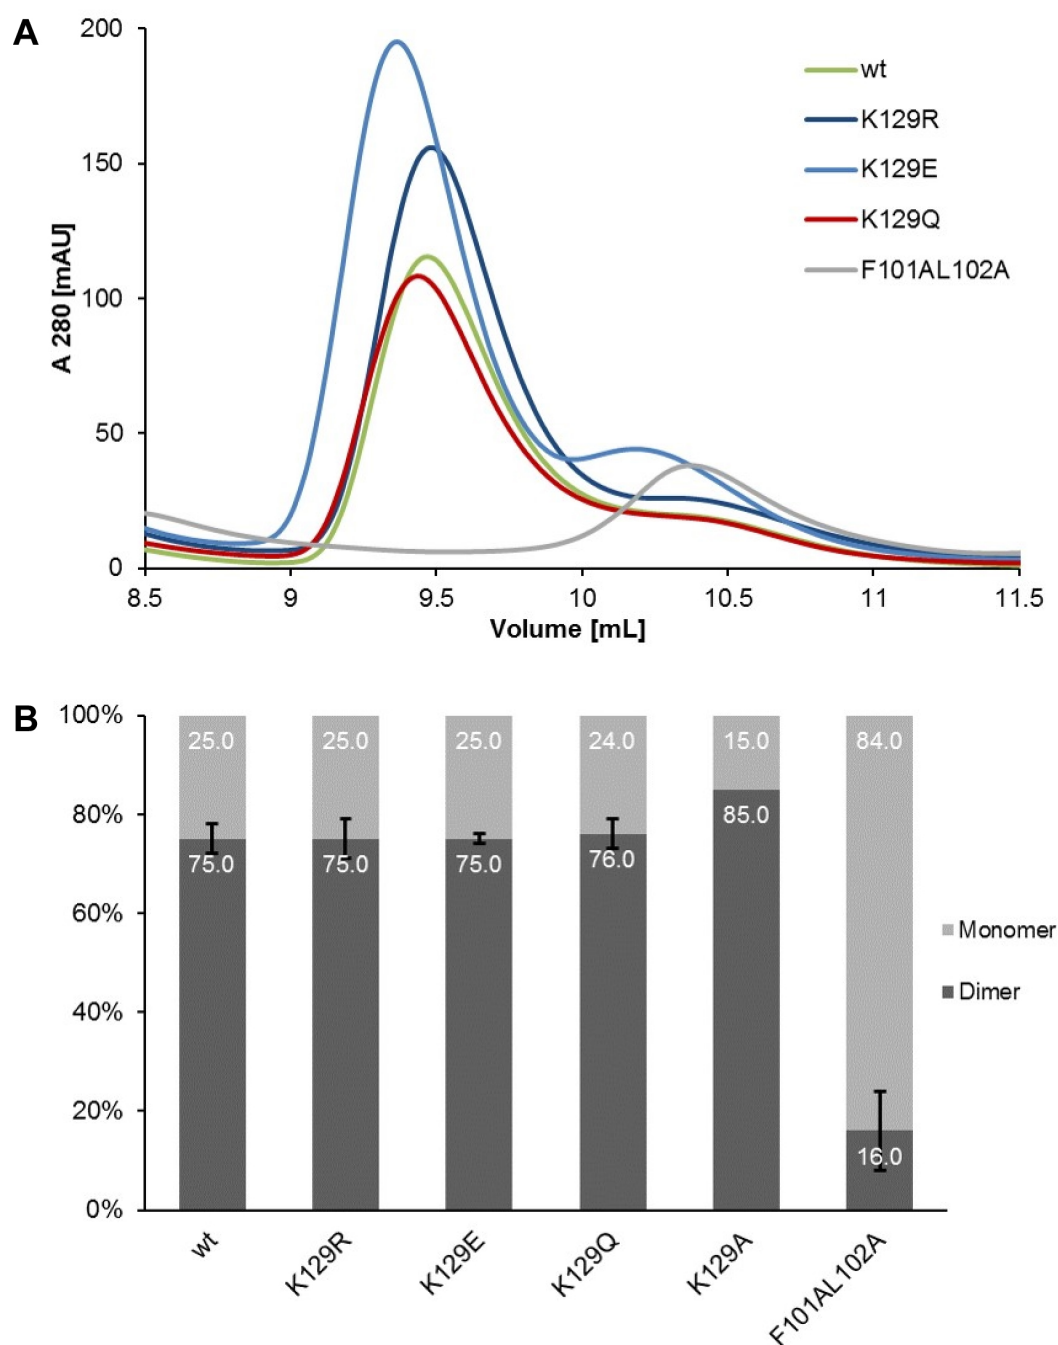 A
200
150
100
50
0
A 280 [mAU]
wt
K129R
K129E
K129Q
F101AL102A
8.5 9 9.5 10 10.5 11 11.5
Volume [mL]
B
100%
80%
60%
40%
20%
0%
25.0 25.0 25.0 24.0 15.0 84.0
75.0 75.0 75.0 76.0 85.0 16.0
Monomer
Dimer
wt K129R K129E K129Q K129A F101AL102A